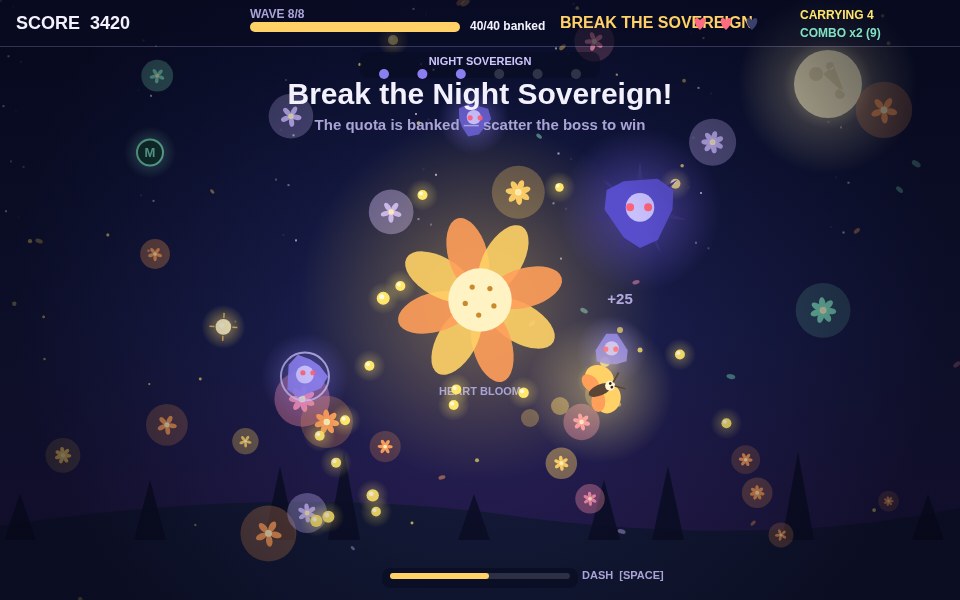 SCORE 3420
WAVE 8/8
40/40 banked
BREAK THE SOVEREIGN
CARRYING 4
COMBO x2 (9)
NIGHT SOVEREIGN
Break the Night Sovereign!
The quota is banked — scatter the boss to win
M
+25
HEART BLOOM
DASH [SPACE]